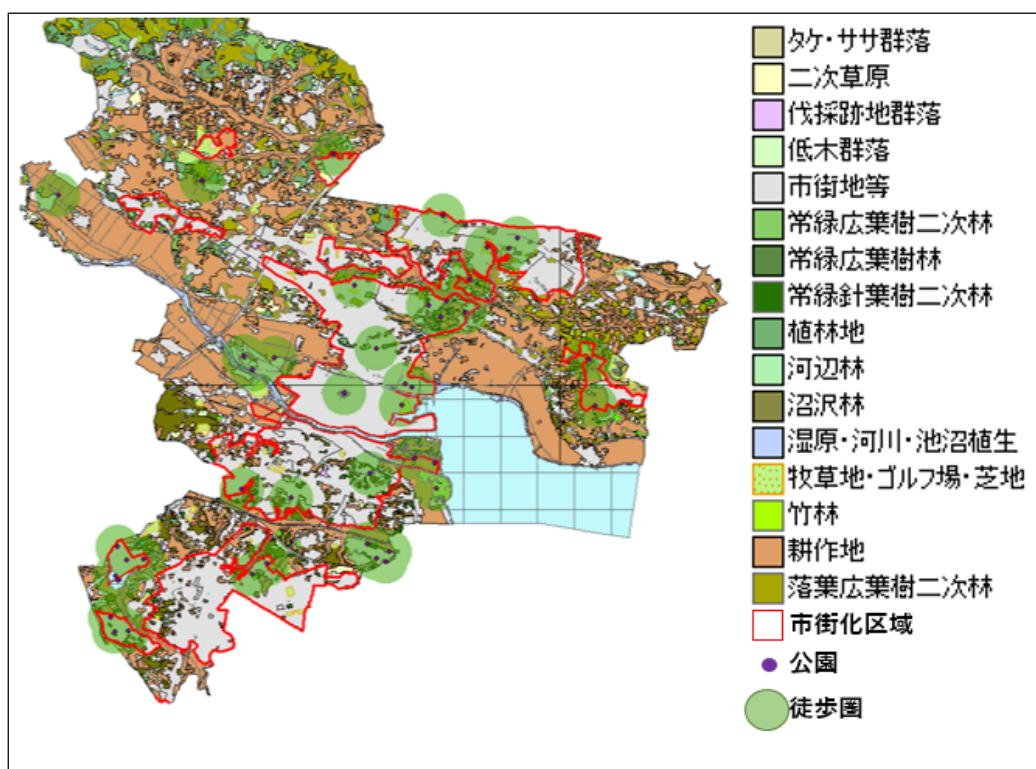 タケ・ササ群落
二次草原
伐採跡地群落
低木群落
市街地等
常緑広葉樹二次林
常緑広葉樹林
常緑針葉樹二次林
植林地
河辺林
沼沢林
湿原・河川・池沼植生
牧草地・ゴルフ場・芝地
竹林
耕作地
落葉広葉樹二次林
市街化区域
公園
徒歩圏